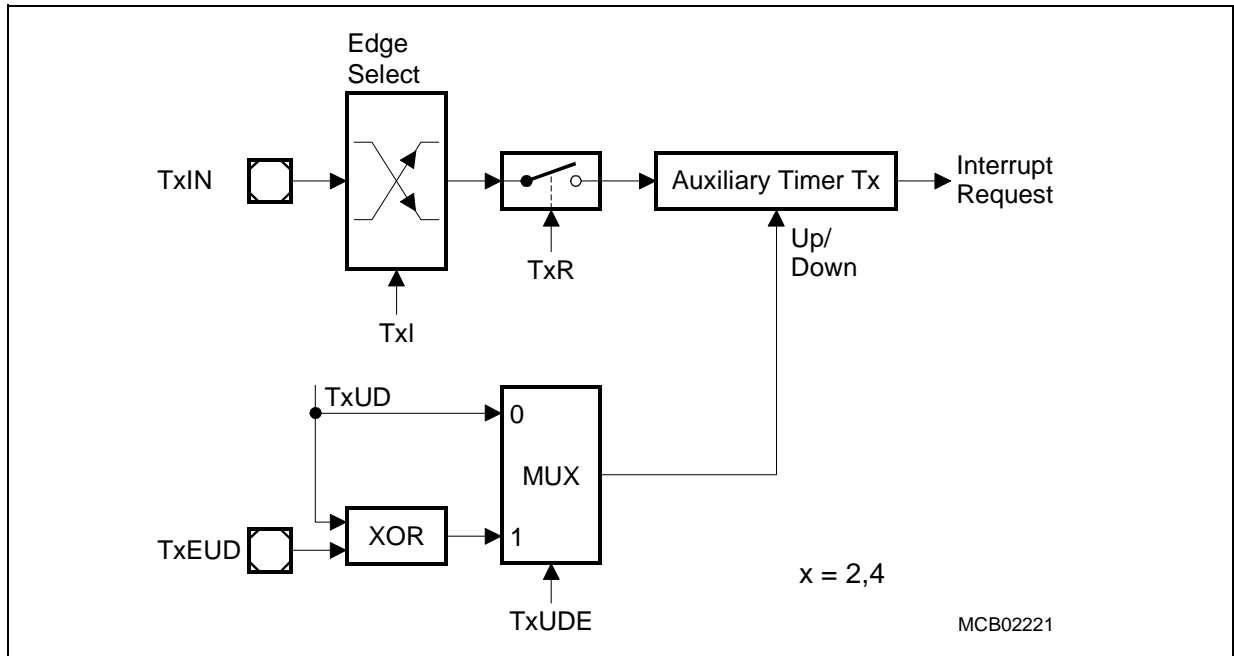 Edge
Select
TxIN
Auxiliary Timer Tx
Interrupt
Request
Up/
Down
TxR
TxI
TxUD
0
MUX
XOR
1
TxEUD
x = 2,4
TxUDE
MCB02221